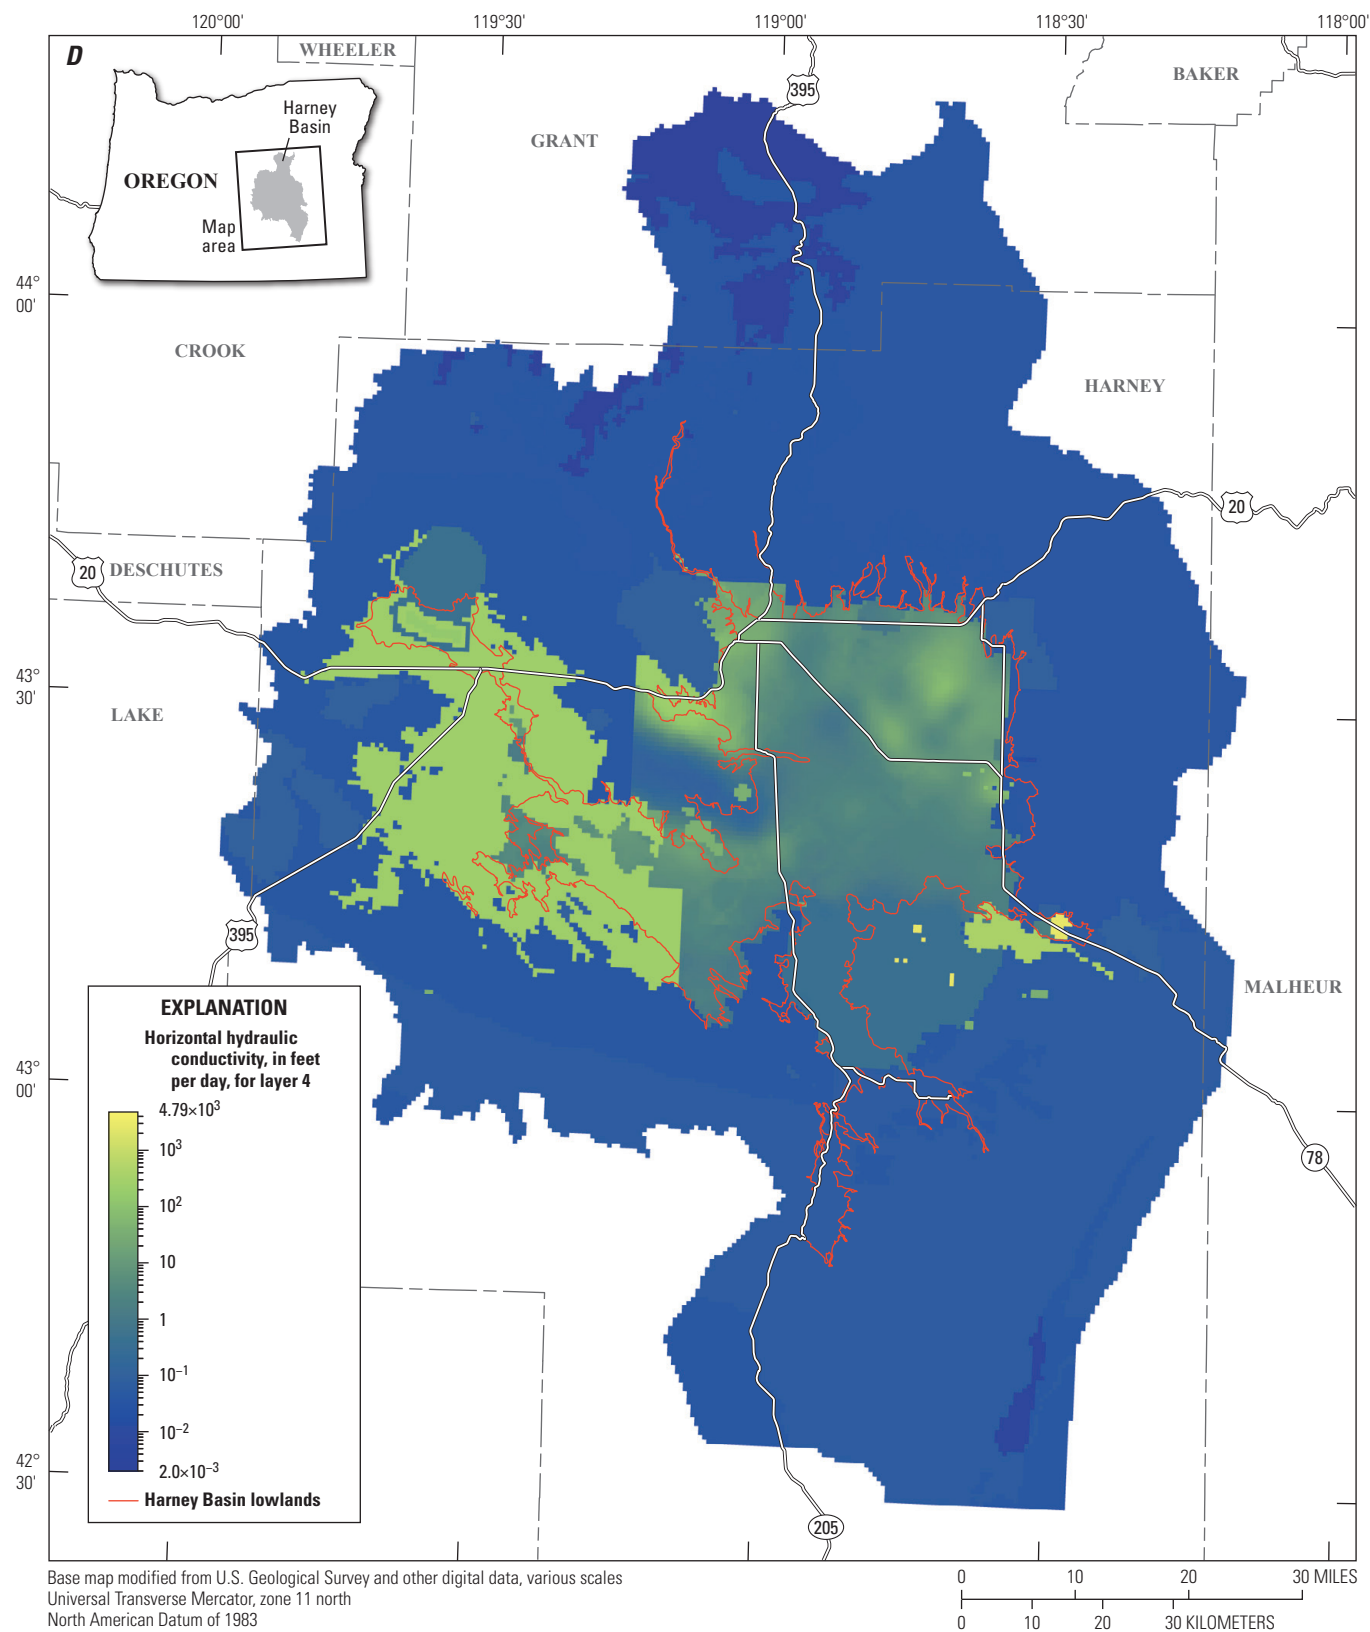 120°00'
119°30'
119°00'
118°30'
118°00'
D
WHEELER
BAKER
395
Harney
Basin
GRANT
OREGON
Map
area
44°
00'
CROOK
HARNEY
20
20
DESCHUTES
43°
30'
LAKE
395
MALHEUR
EXPLANATION
Horizontal hydraulic
conductivity, in feet
per day, for layer 4
43°
00'
4.79×10³
10³
78
10²
10
1
10⁻¹
10⁻²
2.0×10⁻³
42°
30'
Harney Basin lowlands
205
Base map modified from U.S. Geological Survey and other digital data, various scales
Universal Transverse Mercator, zone 11 north
North American Datum of 1983
0 10 20 30 MILES
0 10 20 30 KILOMETERS